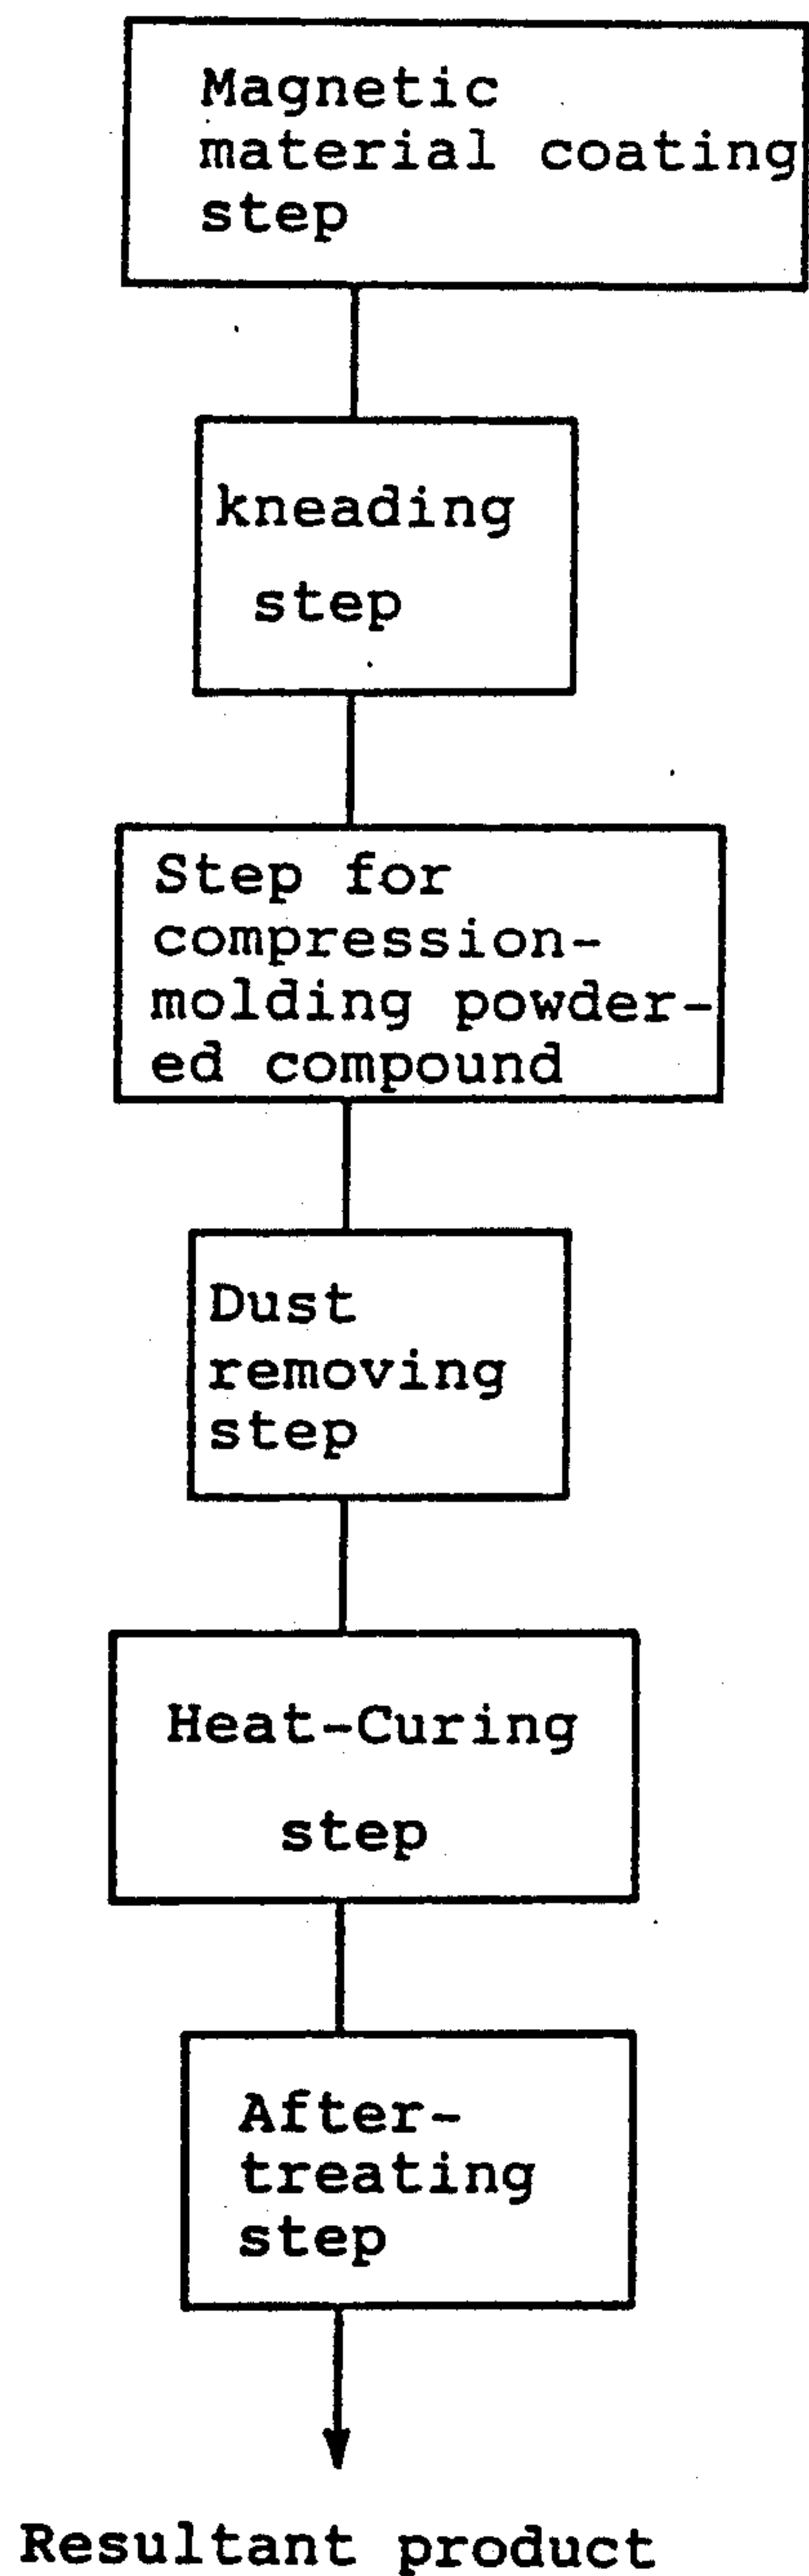 Magnetic
material coating
step
kneading
step
Step for
compression-
molding powder-
ed compound
Dust
removing
step
Heat-Curing
step
After-
treating
step
Resultant product